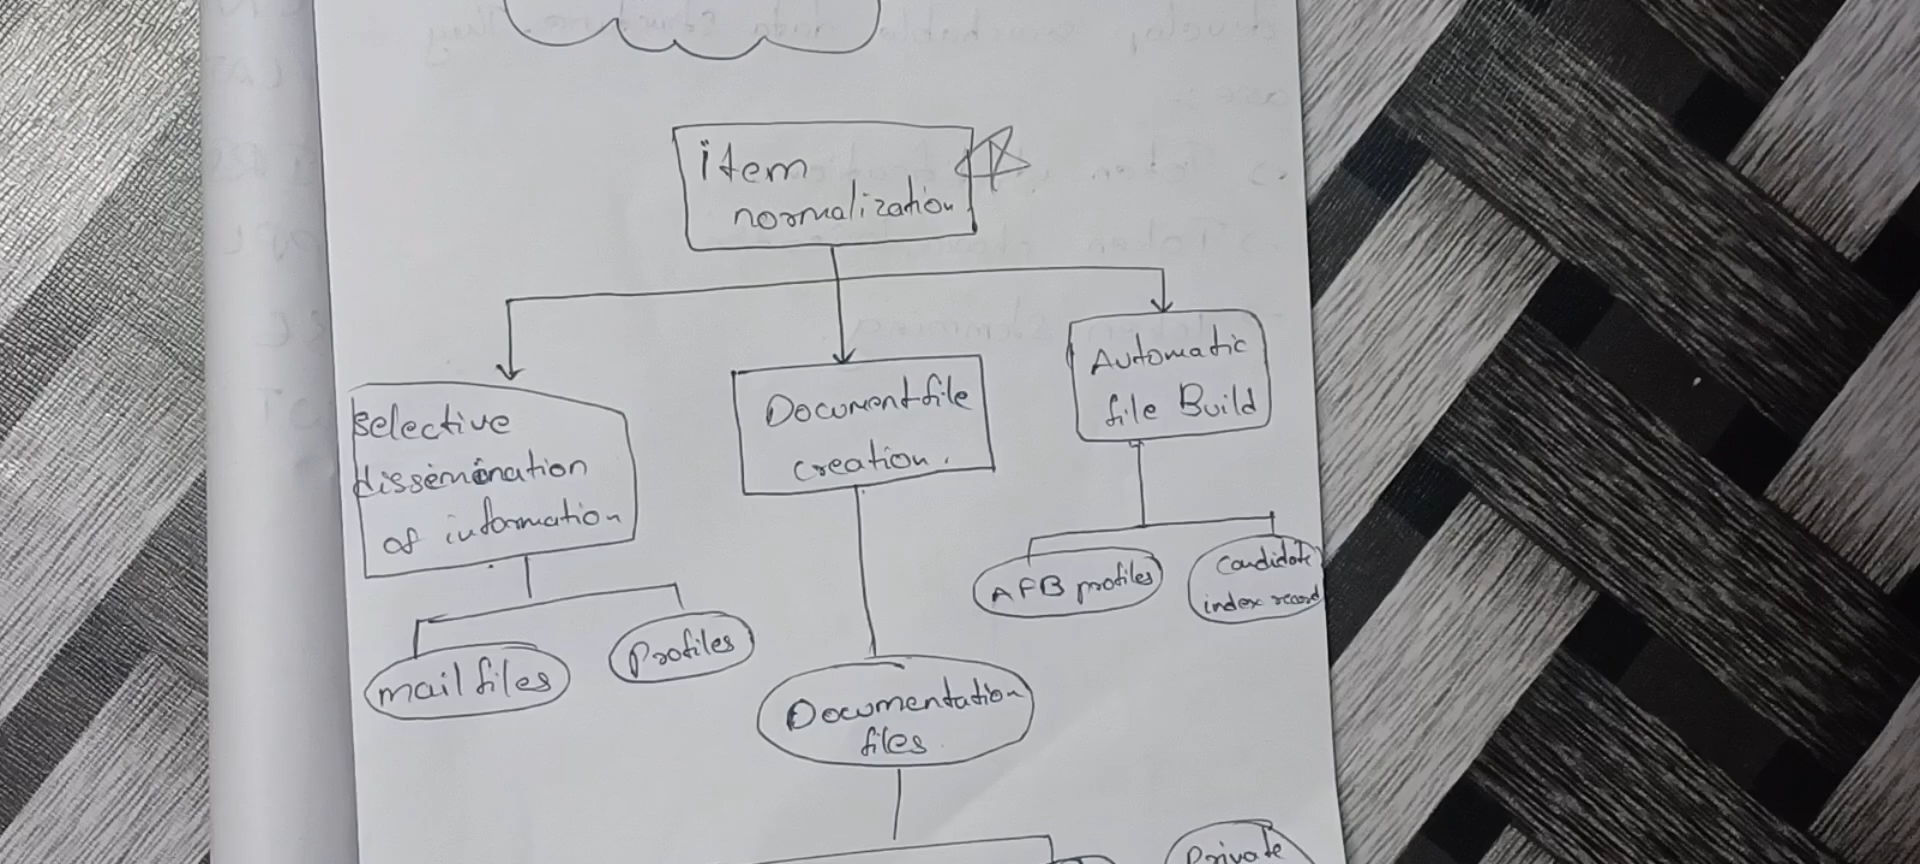 item
normalization
Selective
dissemination
of information
Document file
creation.
Automatic
file Build
mail files
Profiles
AFB profiles
Candidate
index record
Documentation
files
Private